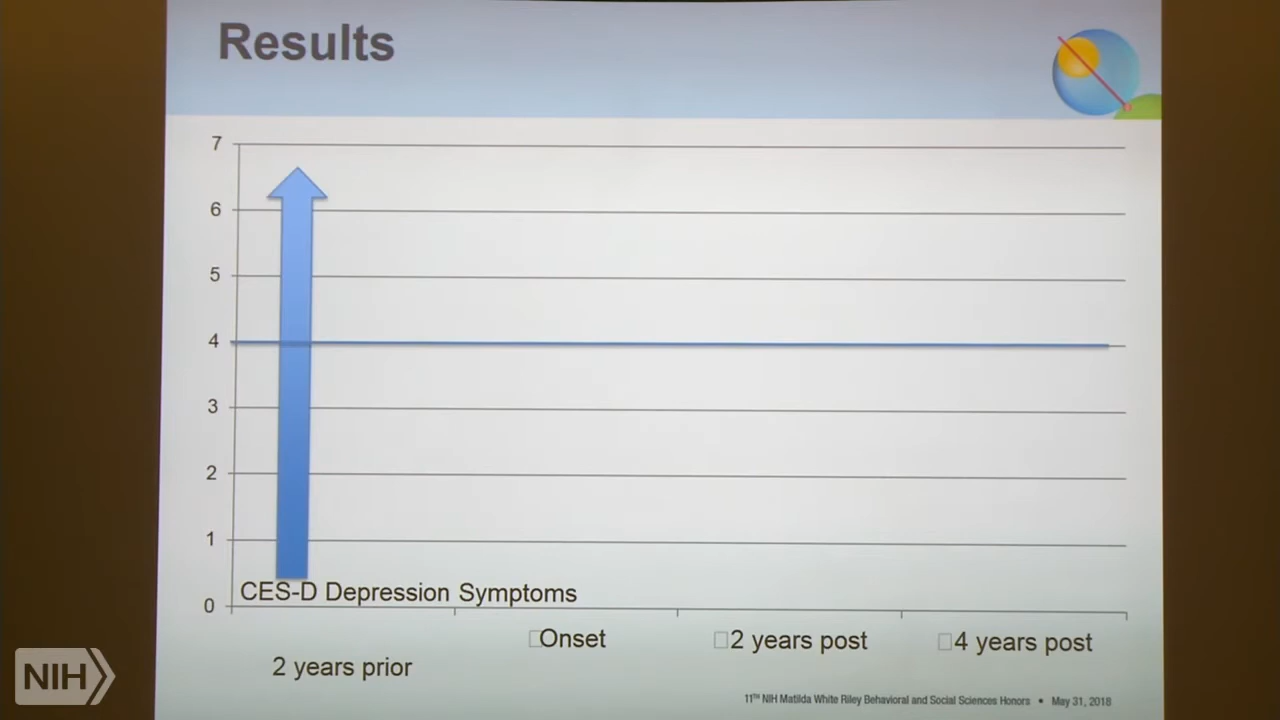 Results
7
6
5
4
3
2
1
0
CES-D Depression Symptoms
2 years prior
Onset
2 years post
4 years post
11TH NIH Matilda White Riley Behavioral and Social Sciences Honors • May 31, 2018
NIH